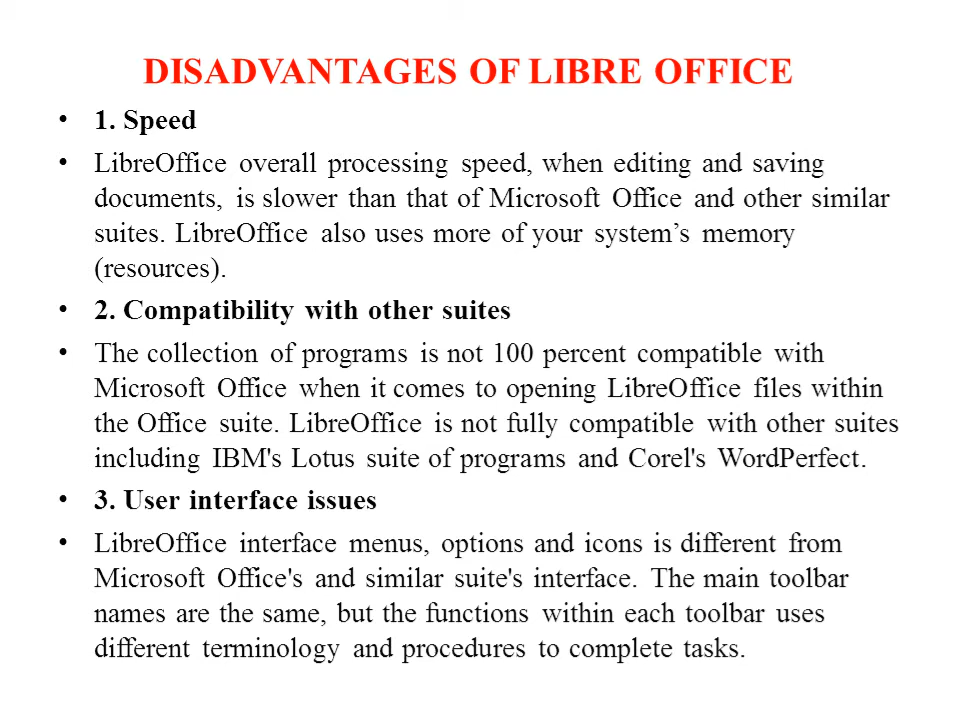 DISADVANTAGES OF LIBRE OFFICE
• 1. Speed
• LibreOffice overall processing speed, when editing and saving
documents, is slower than that of Microsoft Office and other similar
suites. LibreOffice also uses more of your system’s memory
(resources).
• 2. Compatibility with other suites
• The collection of programs is not 100 percent compatible with
Microsoft Office when it comes to opening LibreOffice files within
the Office suite. LibreOffice is not fully compatible with other suites
including IBM's Lotus suite of programs and Corel's WordPerfect.
• 3. User interface issues
• LibreOffice interface menus, options and icons is different from
Microsoft Office's and similar suite's interface. The main toolbar
names are the same, but the functions within each toolbar uses
different terminology and procedures to complete tasks.